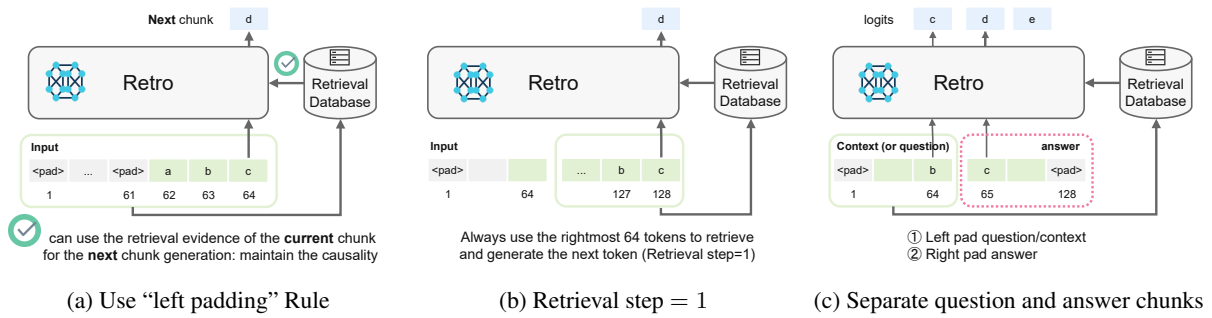 Next chunk
d
Retro
Retrieval
Database
Input
<pad> ... <pad> a b c
1 61 62 63 64
can use the retrieval evidence of the current chunk
for the next chunk generation: maintain the causality
(a) Use “left padding” Rule
d
Retro
Retrieval
Database
Input
<pad> ... b c
1 64 127 128
Always use the rightmost 64 tokens to retrieve
and generate the next token (Retrieval step=1)
(b) Retrieval step = 1
logits c d e
Retro
Retrieval
Database
Context (or question) answer
<pad> b c <pad>
1 64 65 128
① Left pad question/context
② Right pad answer
(c) Separate question and answer chunks